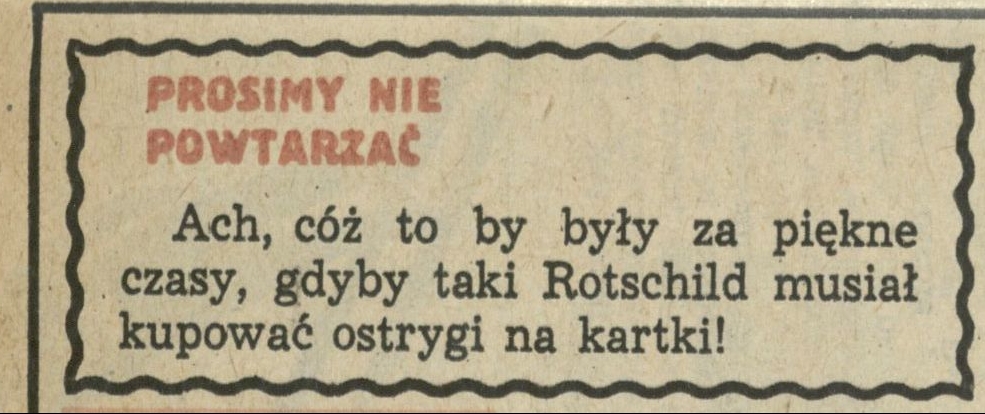 PROSIMY NIE
POWTARZAĆ
Ach, cóż to by były za piękne
czasy, gdyby taki Rotschild musiał
kupować ostrygi na kartki!